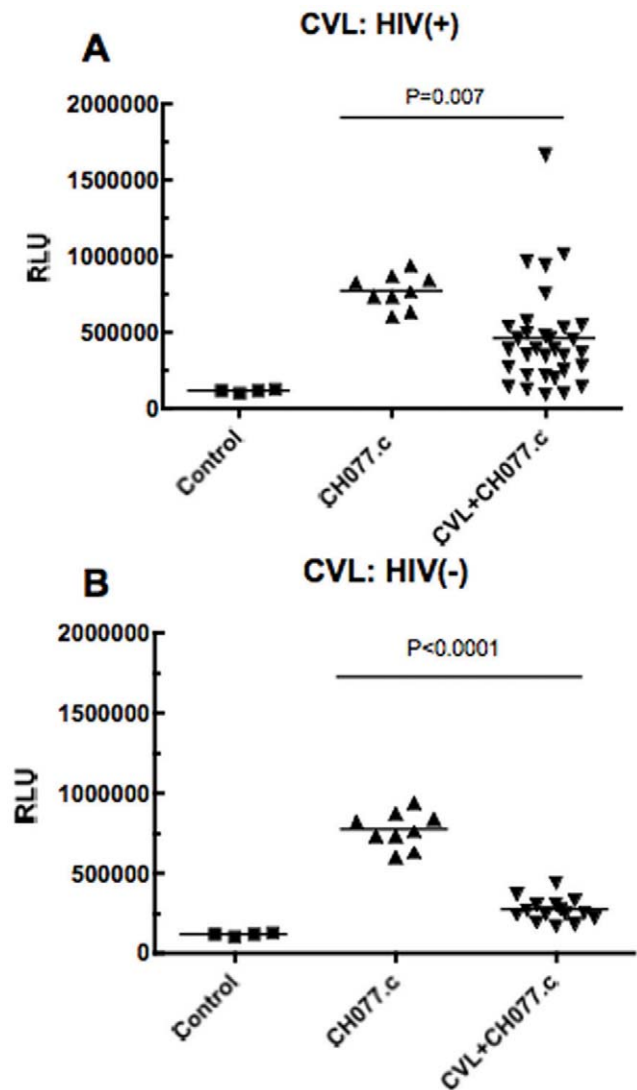 CVL: HIV(+)
A
P=0.007
2000000
1500000
1000000
500000
0
RLU
Control
CH077.c
CVL+CH077.c
CVL: HIV(-)
B
P<0.0001
2000000
1500000
1000000
500000
0
RLU
Control
CH077.c
CVL+CH077.c